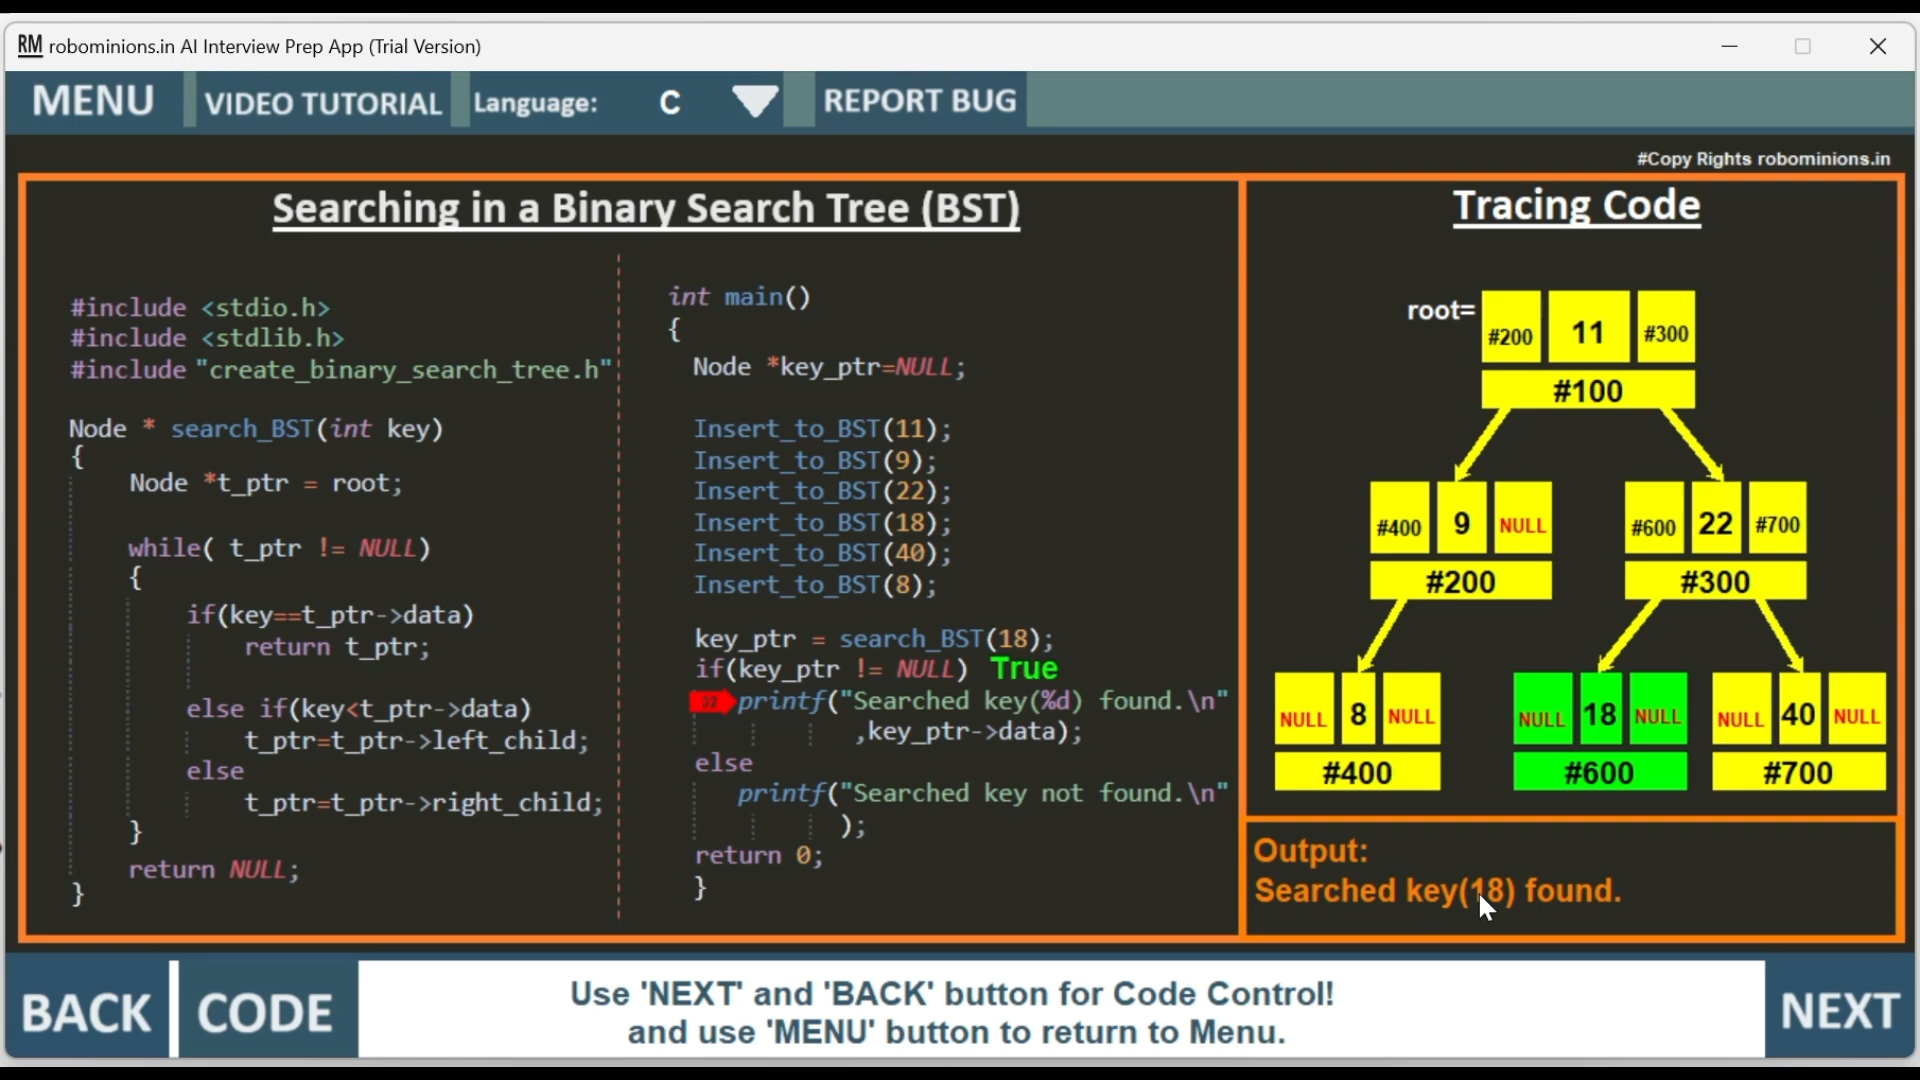 RM robominions.in AI Interview Prep App (Trial Version)
MENU VIDEO TUTORIAL Language: C REPORT BUG
#Copy Rights robominions.in
Searching in a Binary Search Tree (BST)
#include <stdio.h>
#include <stdlib.h>
#include "create_binary_search_tree.h"
Node * search_BST(int key)
{
Node *t_ptr = root;
while( t_ptr != NULL)
{
if(key==t_ptr->data)
return t_ptr;
else if(key<t_ptr->data)
t_ptr=t_ptr->left_child;
else
t_ptr=t_ptr->right_child;
}
return NULL;
}
int main()
{
Node *key_ptr=NULL;
Insert_to_BST(11);
Insert_to_BST(9);
Insert_to_BST(22);
Insert_to_BST(18);
Insert_to_BST(40);
Insert_to_BST(8);
key_ptr = search_BST(18);
if(key_ptr != NULL) True
32 printf("Searched key(%d) found.\n"
,key_ptr->data);
else
printf("Searched key not found.\n"
);
return 0;
}
Tracing Code
root= #200 11 #300
#100
#400 9 NULL #600 22 #700
#200 #300
NULL 8 NULL NULL 18 NULL NULL 40 NULL
#400 #600 #700
Output:
Searched key(18) found.
BACK CODE
Use 'NEXT' and 'BACK' button for Code Control!
and use 'MENU' button to return to Menu.
NEXT